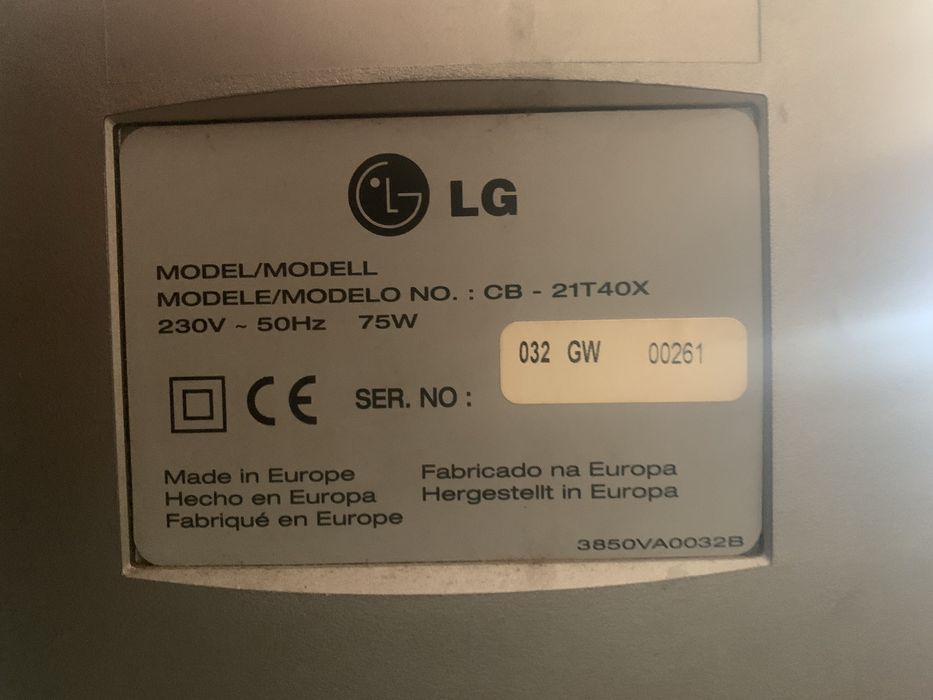 LG
MODEL/MODELL
MODELE/MODELO NO. : CB - 21T40X
230V ~ 50Hz 75W
032 GW 00261
CE SER. NO :
Made in Europe
Hecho en Europa
Fabriqué en Europe
Fabricado na Europa
Hergestellt in Europa
3850VA0032B